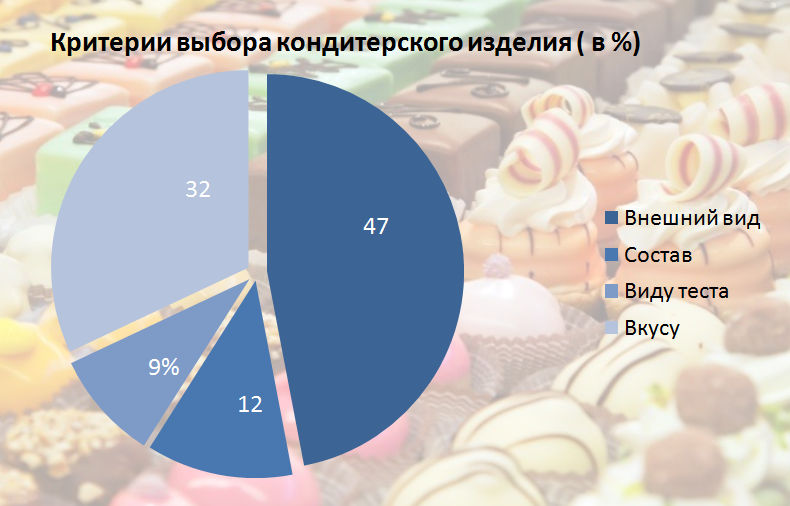 Критерии выбора кондитерского изделия ( в %)
32
47
9%
12
Внешний вид
Состав
Виду теста
Вкусу